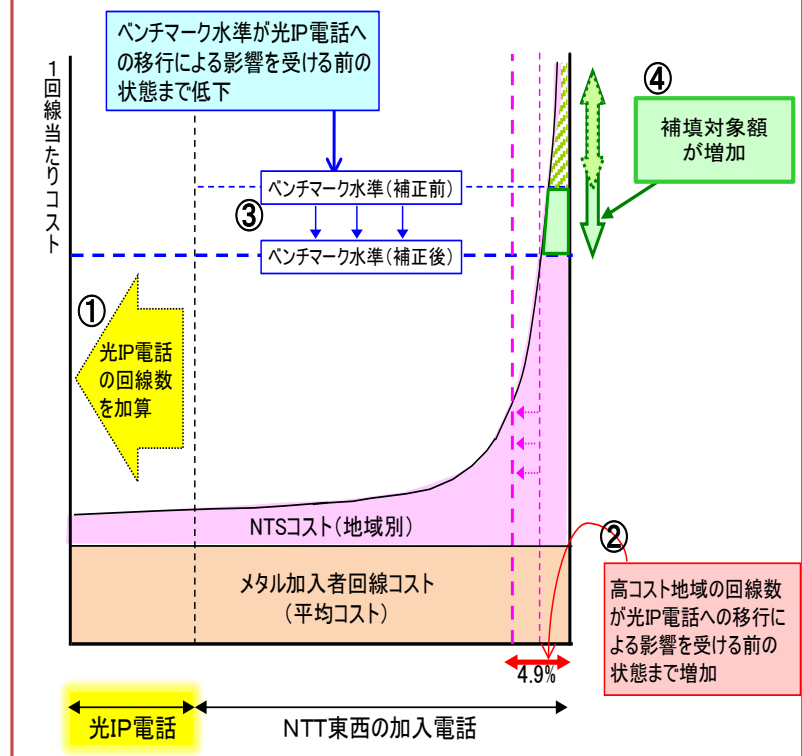 ベンチマーク水準が光IP電話へ
の移行による影響を受ける前の
状態まで低下
1回線当たりコスト
④
補填対象額
が増加
ベンチマーク水準(補正前)
③
ベンチマーク水準(補正後)
①
光IP電話
の回線数
を加算
NTSコスト(地域別)
②
メタル加入者回線コスト
(平均コスト)
高コスト地域の回線数
が光IP電話への移行に
よる影響を受ける前の
状態まで増加
4.9%
光IP電話
NTT東西の加入電話